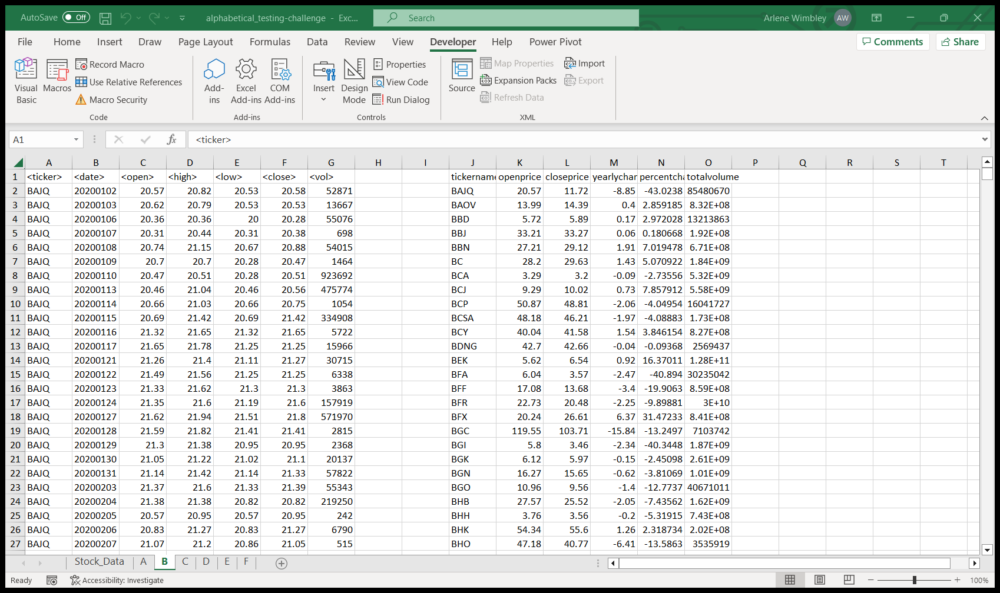 AutoSave Off alphabetical_testing-challenge - Exc... Search Arlene Wimbley AW
File Home Insert Draw Page Layout Formulas Data Review View Developer Help Power Pivot Comments Share
Visual Basic
Macros
Record Macro
Use Relative References
Macro Security
Code
Add-ins
Excel Add-ins
COM Add-ins
Add-ins
Insert
Design Mode
Properties
View Code
Run Dialog
Controls
Source
Map Properties
Expansion Packs
Refresh Data
Import
Export
XML
A1 fx <ticker>
A B C D E F G H I J K L M N O P Q R S T
1 <ticker> <date> <open> <high> <low> <close> <vol> tickername openprice closeprice yearlychar percentcha totalvolume
2 BAJQ 20200102 20.57 20.82 20.53 20.58 52871 BAJQ 20.57 11.72 -8.85 -43.0238 85480670
3 BAJQ 20200103 20.62 20.79 20.53 20.53 13667 BAOV 13.99 14.39 0.4 2.859185 8.32E+08
4 BAJQ 20200106 20.36 20.36 20 20.28 55076 BBD 5.72 5.89 0.17 2.972028 13213863
5 BAJQ 20200107 20.31 20.44 20.31 20.38 698 BBJ 33.21 33.27 0.06 0.180668 1.92E+08
6 BAJQ 20200108 20.74 21.15 20.67 20.88 54015 BBN 27.21 29.12 1.91 7.019478 6.71E+08
7 BAJQ 20200109 20.7 20.7 20.28 20.47 1464 BC 28.2 29.63 1.43 5.070922 1.84E+09
8 BAJQ 20200110 20.47 20.51 20.28 20.51 923692 BCA 3.29 3.2 -0.09 -2.73556 5.32E+09
9 BAJQ 20200113 20.46 21.04 20.46 20.56 475774 BCJ 9.29 10.02 0.73 7.857912 5.58E+09
10 BAJQ 20200114 20.66 21.03 20.66 20.75 1054 BCP 50.87 48.81 -2.06 -4.04954 16041727
11 BAJQ 20200115 20.69 21.42 20.69 21.42 334908 BCSA 48.18 46.21 -1.97 -4.08883 1.73E+08
12 BAJQ 20200116 21.32 21.65 21.32 21.65 5722 BCY 40.04 41.58 1.54 3.846154 8.27E+08
13 BAJQ 20200117 21.65 21.78 21.25 21.25 15966 BDNG 42.7 42.66 -0.04 -0.09368 2569437
14 BAJQ 20200121 21.26 21.4 21.11 21.27 30715 BEK 5.62 6.54 0.92 16.37011 1.28E+11
15 BAJQ 20200122 21.49 21.56 21.25 21.25 6338 BFA 6.04 3.57 -2.47 -40.894 30235042
16 BAJQ 20200123 21.33 21.62 21.3 21.3 3863 BFF 17.08 13.68 -3.4 -19.9063 8.59E+08
17 BAJQ 20200124 21.35 21.6 21.19 21.6 157919 BFR 22.73 20.48 -2.25 -9.89881 3E+10
18 BAJQ 20200127 21.62 21.94 21.51 21.8 571970 BFX 20.24 26.61 6.37 31.47233 8.41E+08
19 BAJQ 20200128 21.59 21.82 21.41 21.41 2815 BGC 119.55 103.71 -15.84 -13.2497 7103742
20 BAJQ 20200129 21.3 21.38 20.95 20.95 2368 BGI 5.8 3.46 -2.34 -40.3448 1.87E+09
21 BAJQ 20200130 21.05 21.22 21.02 21.1 20137 BGK 6.12 5.97 -0.15 -2.45098 2.61E+09
22 BAJQ 20200131 21.14 21.42 21.14 21.33 57822 BGN 16.27 15.65 -0.62 -3.81069 1.01E+09
23 BAJQ 20200203 21.37 21.6 21.33 21.39 55343 BGO 10.96 9.56 -1.4 -12.7737 40671011
24 BAJQ 20200204 21.38 21.38 20.82 20.82 219250 BHB 27.57 25.52 -2.05 -7.43562 1.62E+09
25 BAJQ 20200205 20.57 20.95 20.57 20.95 242 BHH 3.76 3.56 -0.2 -5.31915 7.43E+08
26 BAJQ 20200206 20.83 21.27 20.83 21.27 6790 BHK 54.34 55.6 1.26 2.318734 2.02E+08
27 BAJQ 20200207 21.07 21.2 20.86 21.05 515 BHO 47.18 40.77 -6.41 -13.5863 3535919
Stock_Data A B C D E F
Ready Accessibility: Investigate 100%